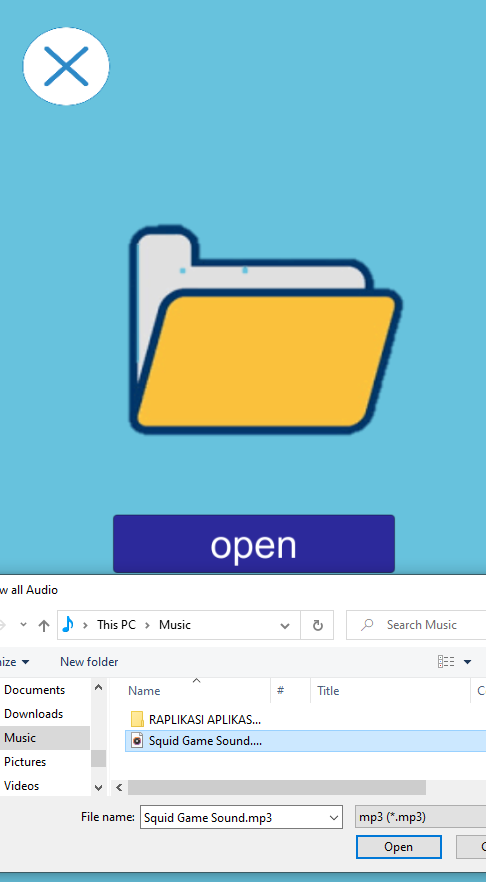 open
w all Audio
This PC > Music
Search Music
ize
New folder
Name
#
Title
C
Documents
Downloads
Music
Pictures
Videos
RAPLIKASI APLIKAS...
Squid Game Sound....
File name:
Squid Game Sound.mp3
mp3 (*.mp3)
Open
C